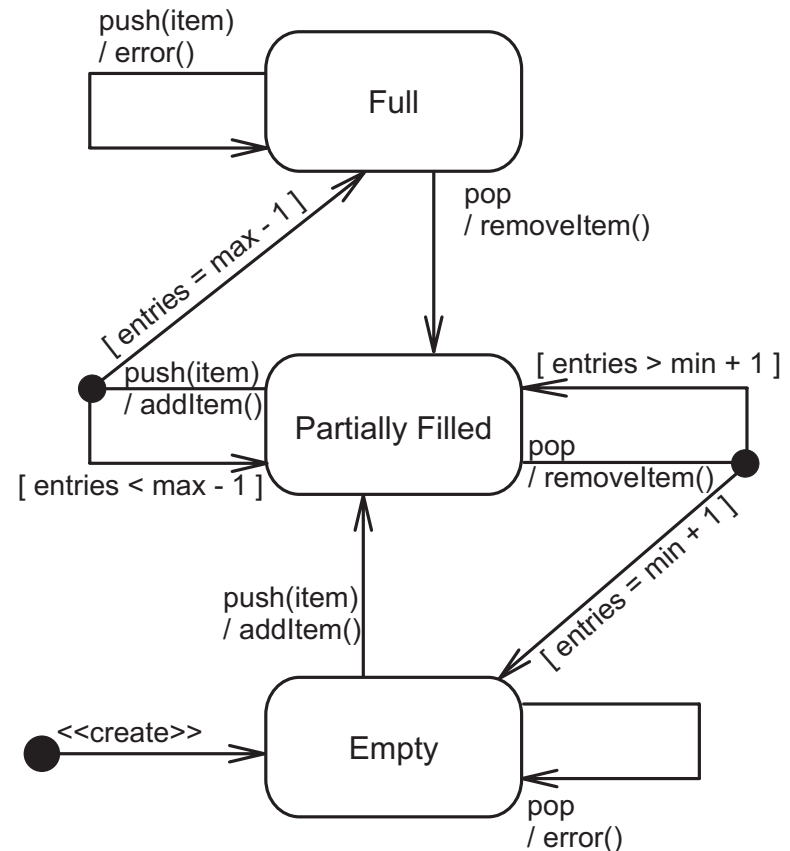 push(item)
/ error()
Full
pop
/ removeItem()
[ entries = max - 1 ]
push(item)
/ addItem()
[ entries < max - 1 ]
Partially Filled
[ entries > min + 1 ]
pop
/ removeItem()
[ entries = min + 1 ]
push(item)
/ addItem()
<<create>>
Empty
pop
/ error()